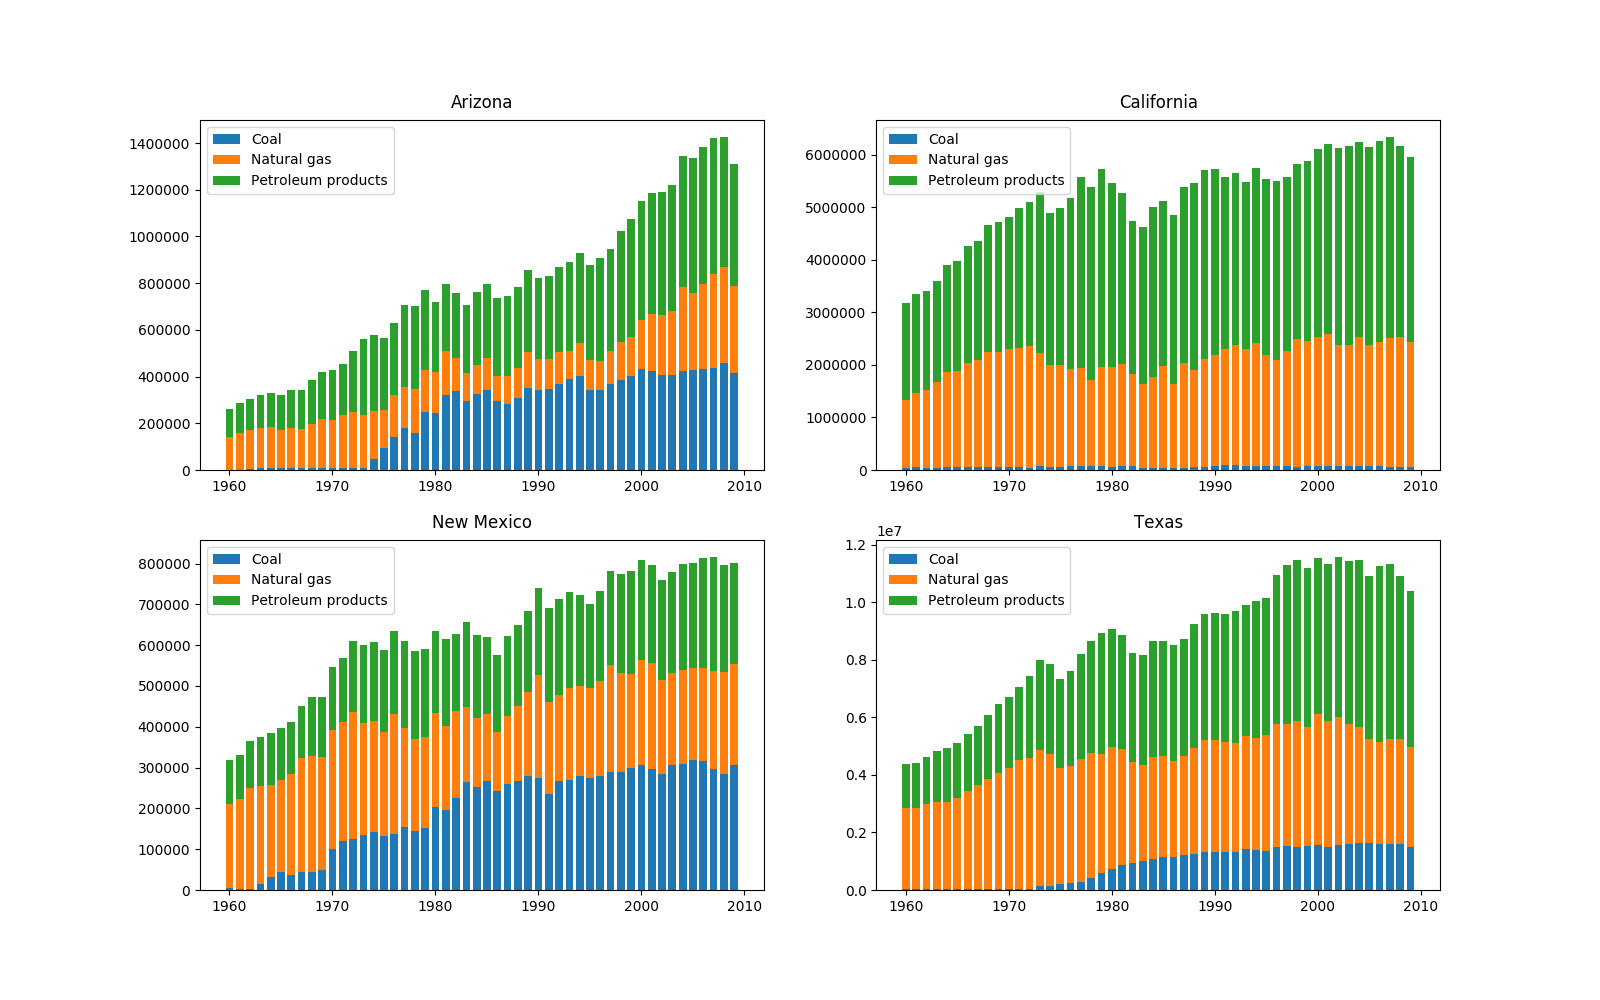 Arizona
Coal
Natural gas
Petroleum products
1400000
1200000
1000000
800000
600000
400000
200000
0
1960 1970 1980 1990 2000 2010
California
Coal
Natural gas
Petroleum products
6000000
5000000
4000000
3000000
2000000
1000000
0
1960 1970 1980 1990 2000 2010
New Mexico
Coal
Natural gas
Petroleum products
800000
700000
600000
500000
400000
300000
200000
100000
0
1960 1970 1980 1990 2000 2010
Texas
1e7
Coal
Natural gas
Petroleum products
1.2
1.0
0.8
0.6
0.4
0.2
0.0
1960 1970 1980 1990 2000 2010